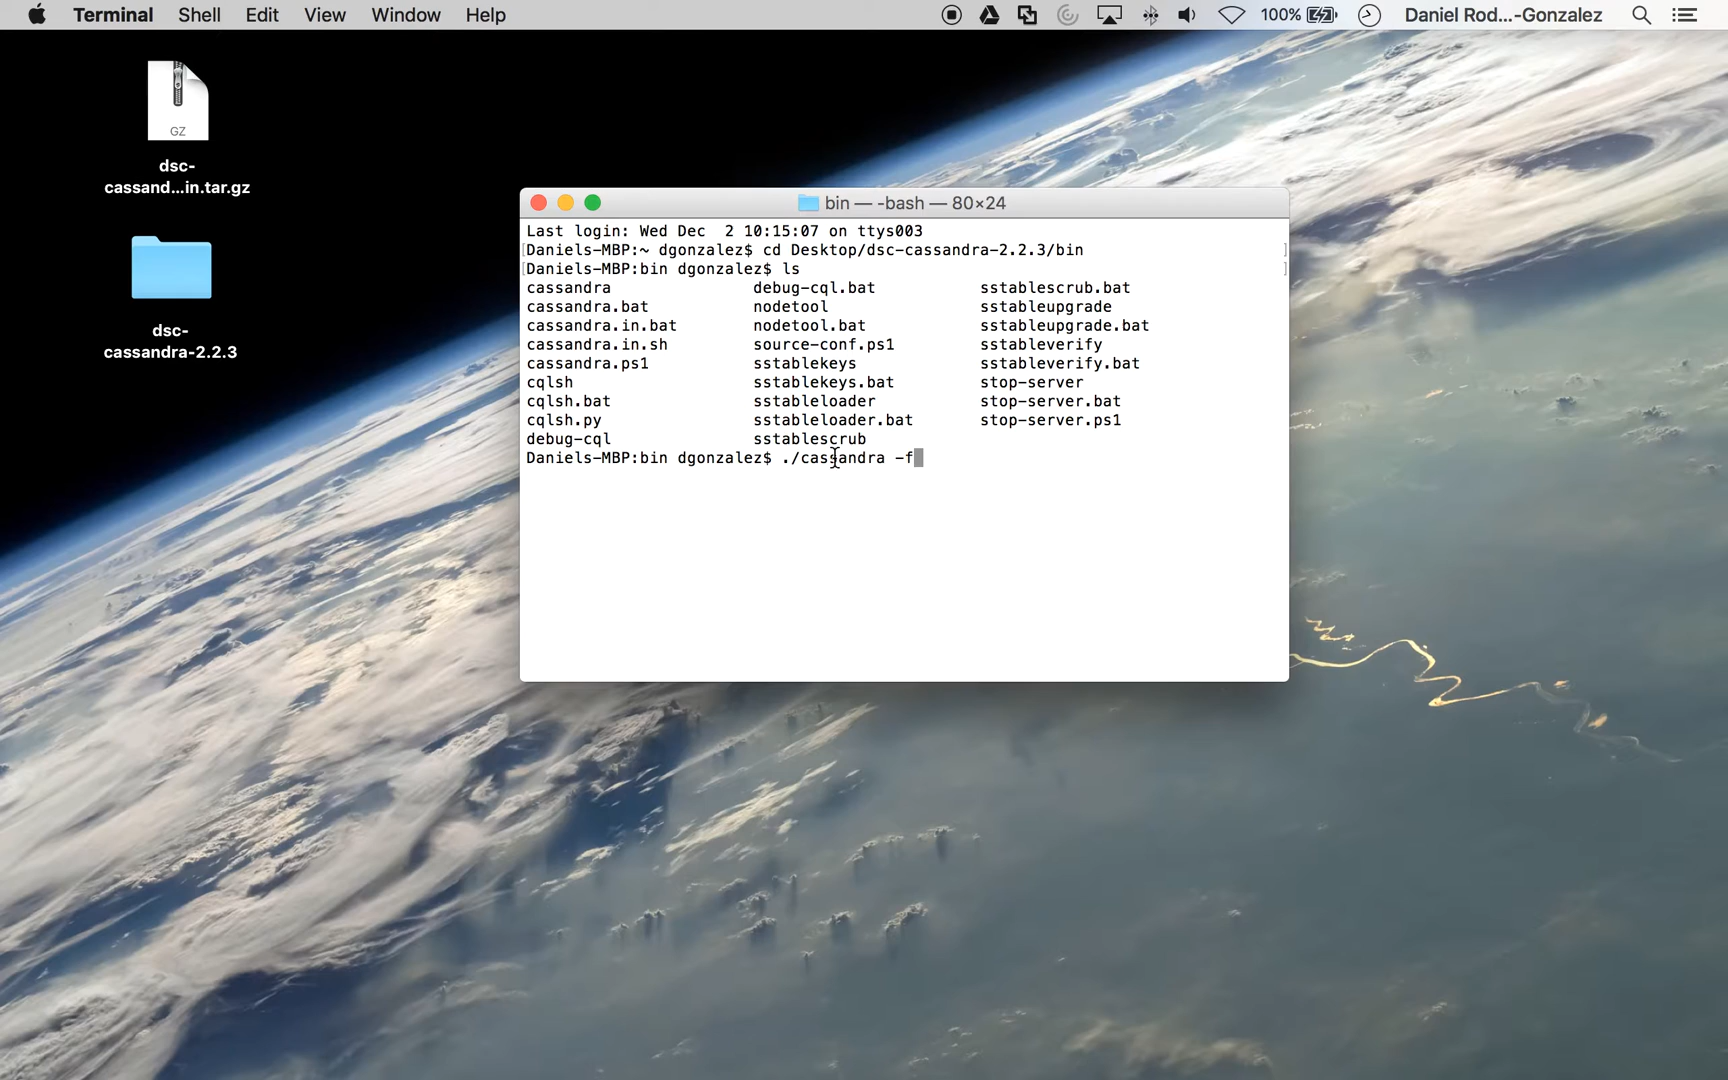 Terminal Shell Edit View Window Help 100% Daniel Rod...-Gonzalez
GZ
dsc-
cassand...in.tar.gz
dsc-
cassandra-2.2.3
bin — -bash — 80×24
Last login: Wed Dec  2 10:15:07 on ttys003
[Daniels-MBP:~ dgonzalez$ cd Desktop/dsc-cassandra-2.2.3/bin ]
[Daniels-MBP:bin dgonzalez$ ls ]
cassandra debug-cql.bat sstablescrub.bat
cassandra.bat nodetool sstableupgrade
cassandra.in.bat nodetool.bat sstableupgrade.bat
cassandra.in.sh source-conf.ps1 sstableverify
cassandra.ps1 sstablekeys sstableverify.bat
cqlsh sstablekeys.bat stop-server
cqlsh.bat sstableloader stop-server.bat
cqlsh.py sstableloader.bat stop-server.ps1
debug-cql sstablescrub
Daniels-MBP:bin dgonzalez$ ./cassandra -f